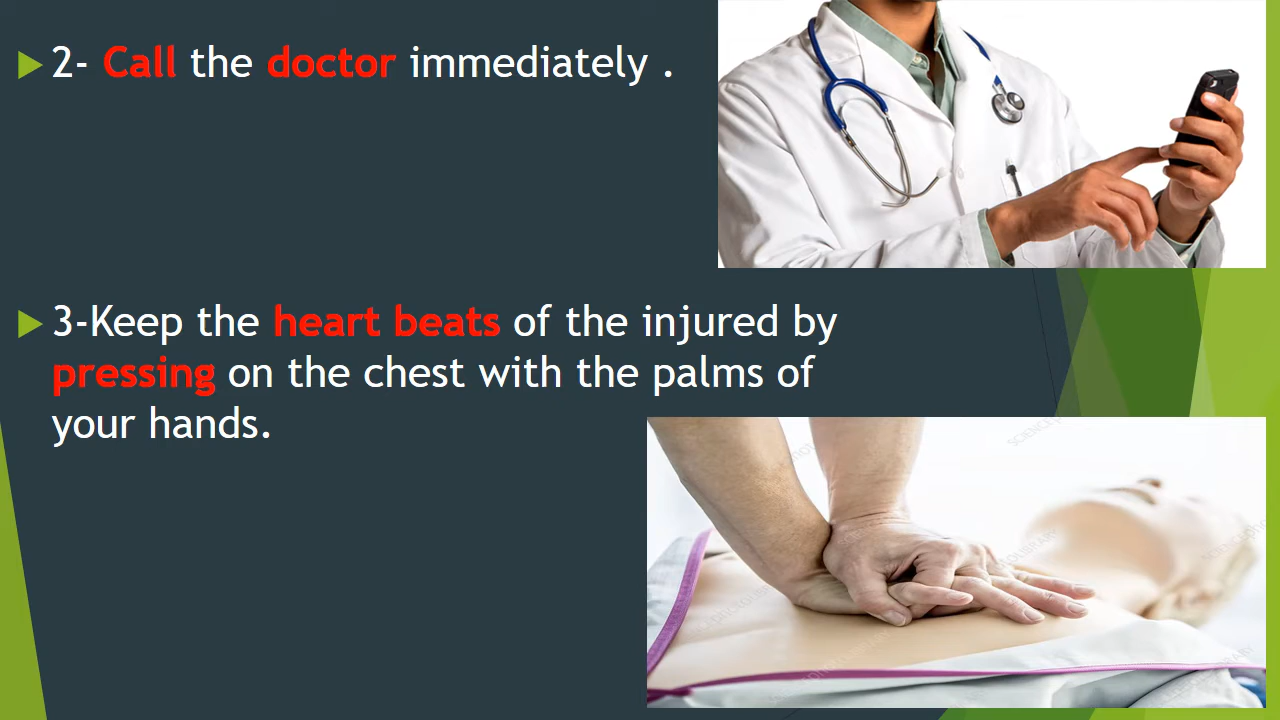 2- Call the doctor immediately .
3-Keep the heart beats of the injured by
pressing on the chest with the palms of
your hands.